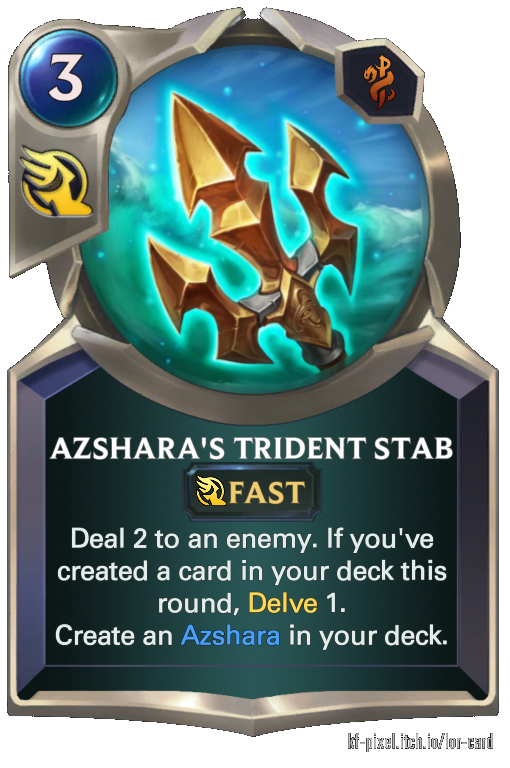 3
AZSHARA'S TRIDENT STAB
FAST
Deal 2 to an enemy. If you've
created a card in your deck this
round, Delve 1.
Create an Azshara in your deck.
kf-pixel.itch.io/lor-card